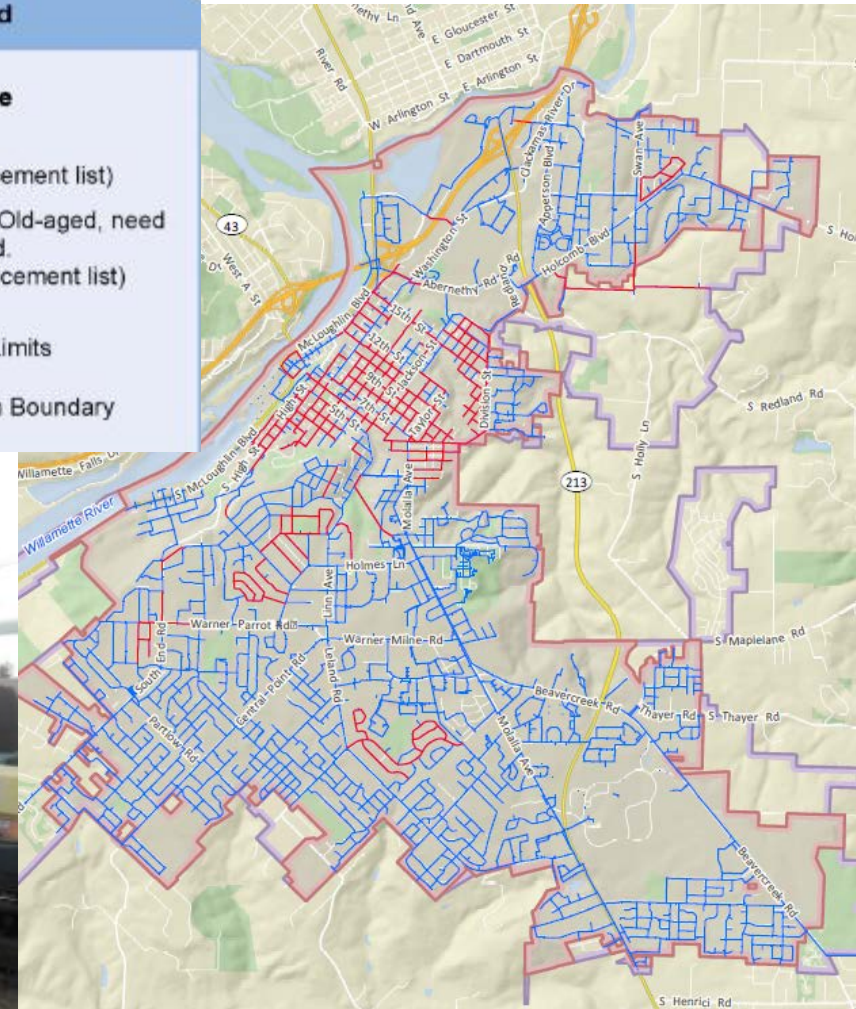 d
e
ement list)
Old-aged, need
d.
cement list)
imits
n Boundary
E Gloucester St
E Dartmouth St
E Arlington St
W Arlington St
River Rd
43
West A St
Clackamas River Dr
Apperson Blvd
Swan Ave
Washington St
Abernethy Rd
Redland Rd
Holcomb Blvd
McLoughlin Blvd
15th St
12th St
Jackson St
9th St
7th St
5th St
High St
Taylor St
Division St
S McLoughlin Blvd
S High St
Willamette River
Molalla Ave
213
S Holly Ln
S Redland Rd
Holmes Ln
Linn Ave
Warner Parrot Rd
Warner Milne Rd
South End Rd
Central Point Rd
Leland Rd
Partlow Rd
S Maplelane Rd
Beavercreek Rd
Thayer Rd
S Thayer Rd
Molalla Ave
Beavercreek Rd
S Henrici Rd